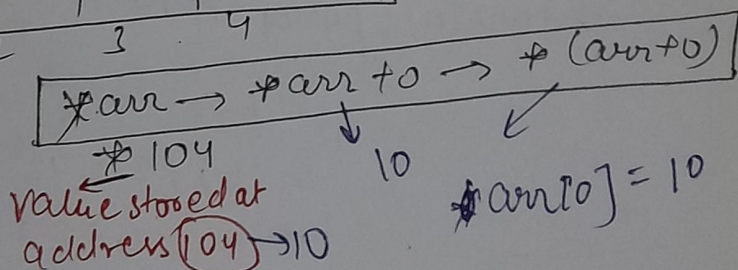 3 4
*arr → *arr +0 → *(arr+0)
* 104
10
arr[0] = 10
value stored at
address 104 → 10